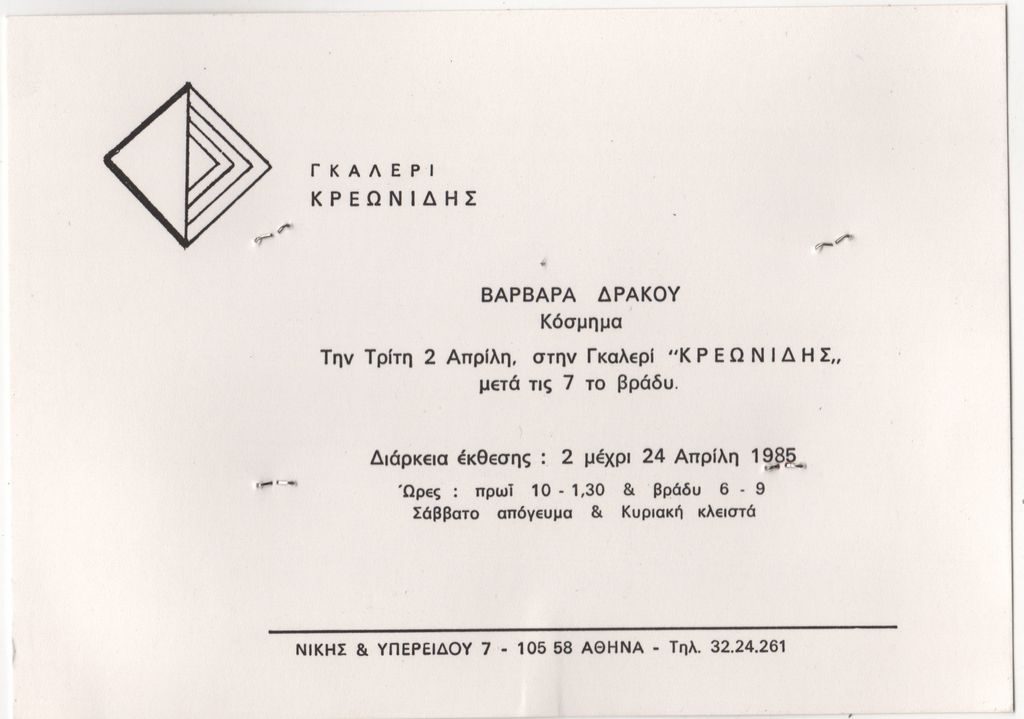 ΓΚΑΛΕΡΙ
ΚΡΕΩΝΙΔΗΣ
ΒΑΡΒΑΡΑ ΔΡΑΚΟΥ
Κόσμημα
Την Τρίτη 2 Απρίλη, στην Γκαλερί "ΚΡΕΩΝΙΔΗΣ,,
μετά τις 7 το βράδυ.
Διάρκεια έκθεσης : 2 μέχρι 24 Απρίλη 1985
Ώρες : πρωΐ 10 - 1,30 & βράδυ 6 - 9
Σάββατο απόγευμα & Κυριακή κλειστά
ΝΙΚΗΣ & ΥΠΕΡΕΙΔΟΥ 7 - 105 58 ΑΘΗΝΑ - Τηλ. 32.24.261